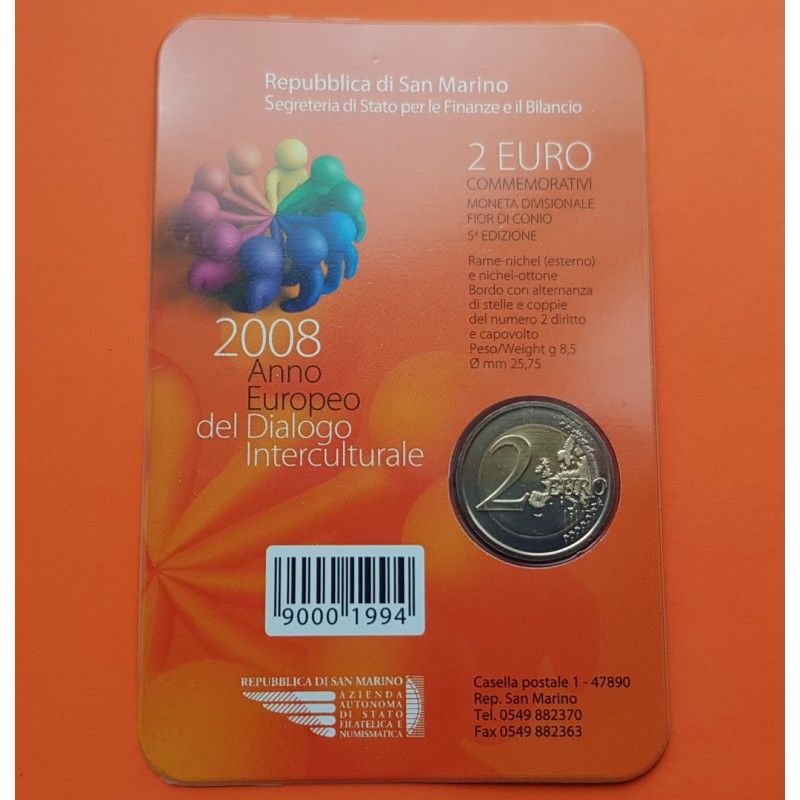 Repubblica di San Marino
Segreteria di Stato per le Finanze e il Bilancio
2 EURO
COMMEMORATIVI
MONETA DIVISIONALE
FIOR DI CONIO
5ª EDIZIONE
Rame-nichel (esterno)
e nichel-ottone
Bordo con alternanza
di stelle e coppie
del numero 2 diritto
e capovolto
Peso/Weight g 8,5
Ø mm 25,75
2008
Anno
Europeo
del Dialogo
Interculturale
2 EURO
9000 1994
REPUBBLICA DI SAN MARINO
AZIENDA
AUTONOMA
DI STATO
FILATELICA E
NUMISMATICA
Casella postale 1 - 47890
Rep. San Marino
Tel. 0549 882370
Fax 0549 882363